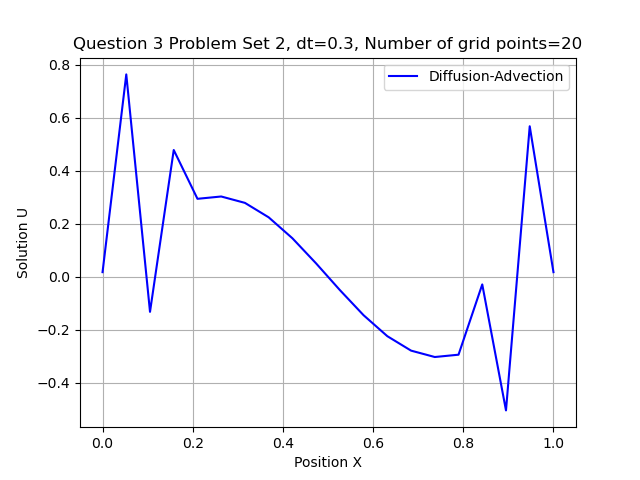 Question 3 Problem Set 2, dt=0.3, Number of grid points=20
Diffusion-Advection
Solution U
0.8
0.6
0.4
0.2
0.0
−0.2
−0.4
0.0 0.2 0.4 0.6 0.8 1.0
Position X